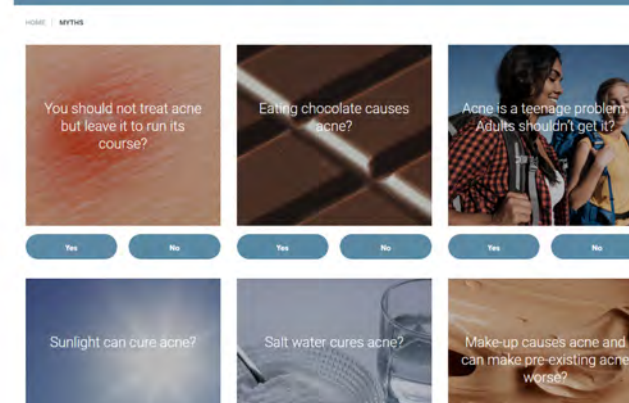 HOME | MYTHS
You should not treat acne
but leave it to run its
course?
Eating chocolate causes
acne?
Acne is a teenage problem.
Adults shouldn't get it?
Yes
No
Yes
No
Yes
No
Sunlight can cure acne?
Salt water cures acne?
Make-up causes acne and
can make pre-existing acne
worse?